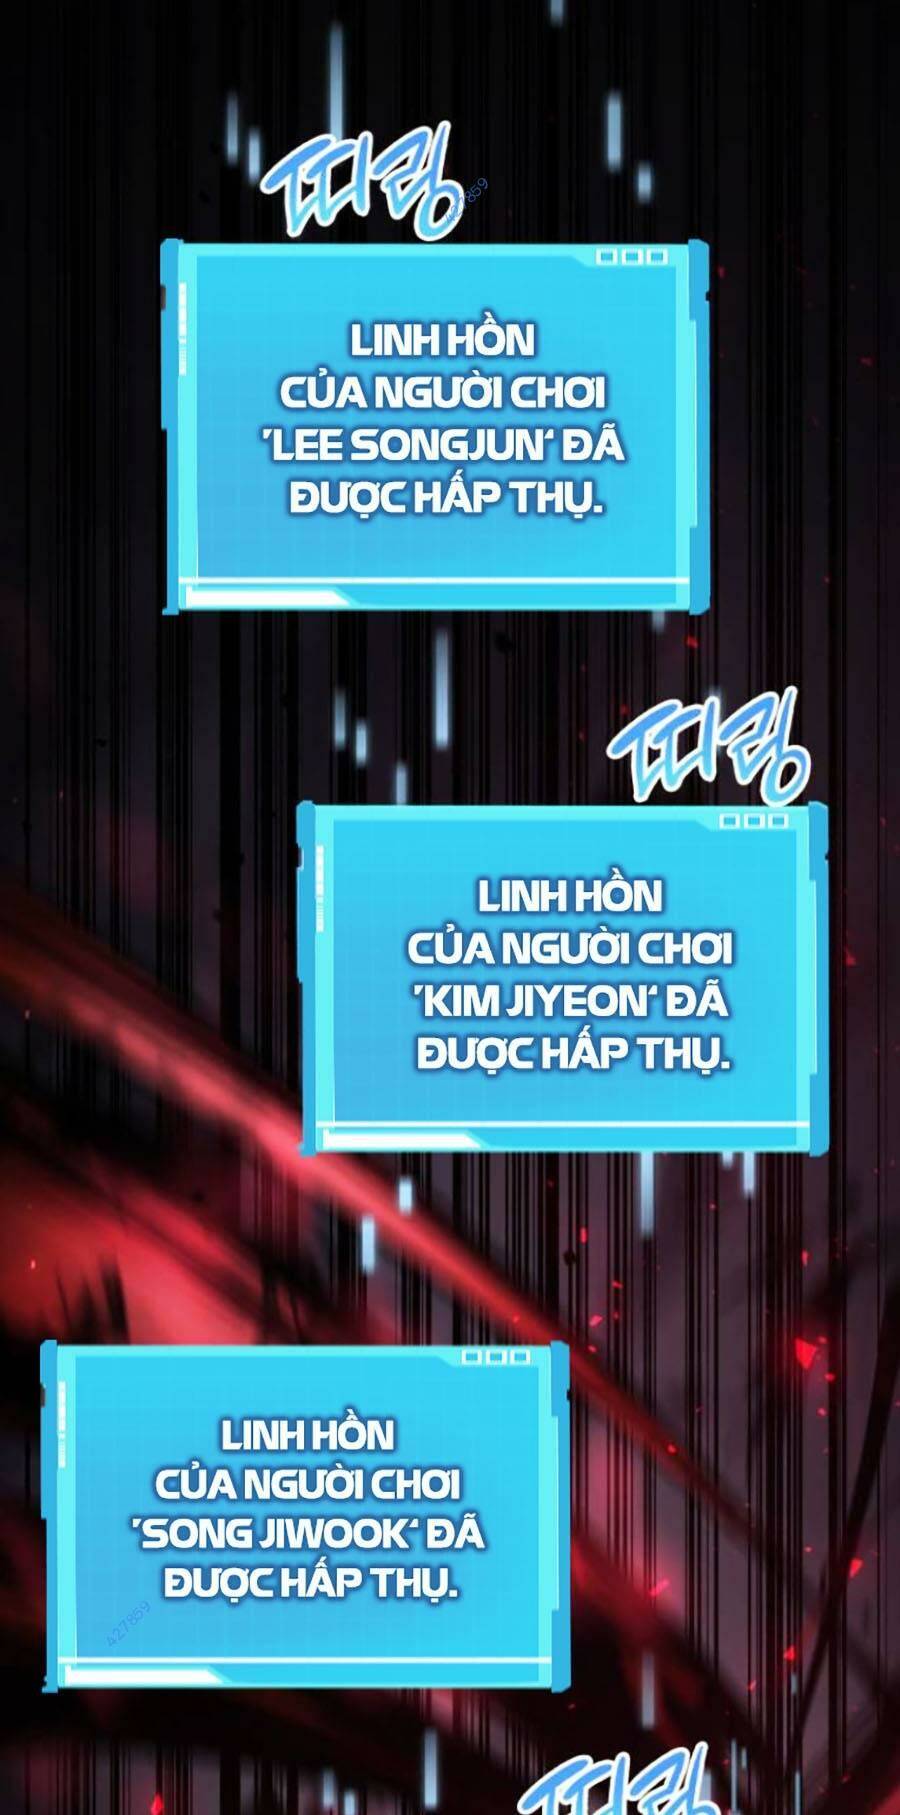 띠링
427859
LINH HỒN
CỦA NGƯỜI CHƠI
'LEE SONGJUN' ĐÃ
ĐƯỢC HẤP THỤ.
띠링
LINH HỒN
CỦA NGƯỜI CHƠI
'KIM JIYEON' ĐÃ
ĐƯỢC HẤP THỤ.
LINH HỒN
CỦA NGƯỜI CHƠI
'SONG JIWOOK' ĐÃ
ĐƯỢC HẤP THỤ.
427859
띠링